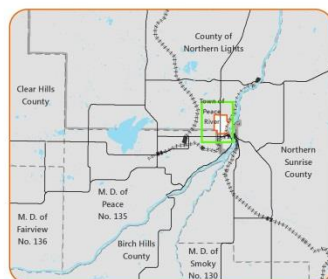 County of
Northern Lights
Clear Hills
County
Town of
Peace
River
Northern
Sunrise
County
M. D. of
Peace
No. 135
M. D. of
Fairview
No. 136
Birch Hills
County
M. D. of
Smoky
No. 130